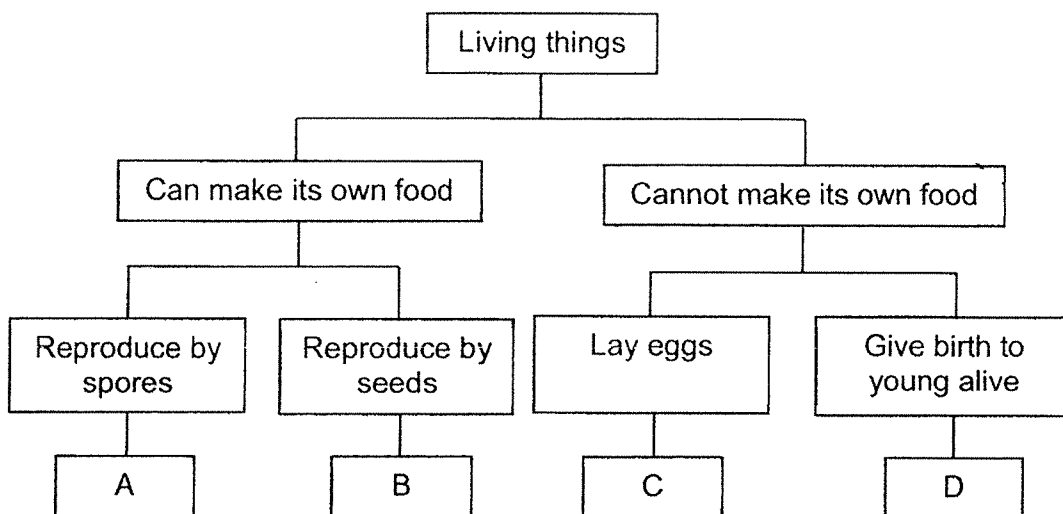 Living things
Can make its own food
Cannot make its own food
Reproduce by
spores
Reproduce by
seeds
Lay eggs
Give birth to
young alive
A
B
C
D